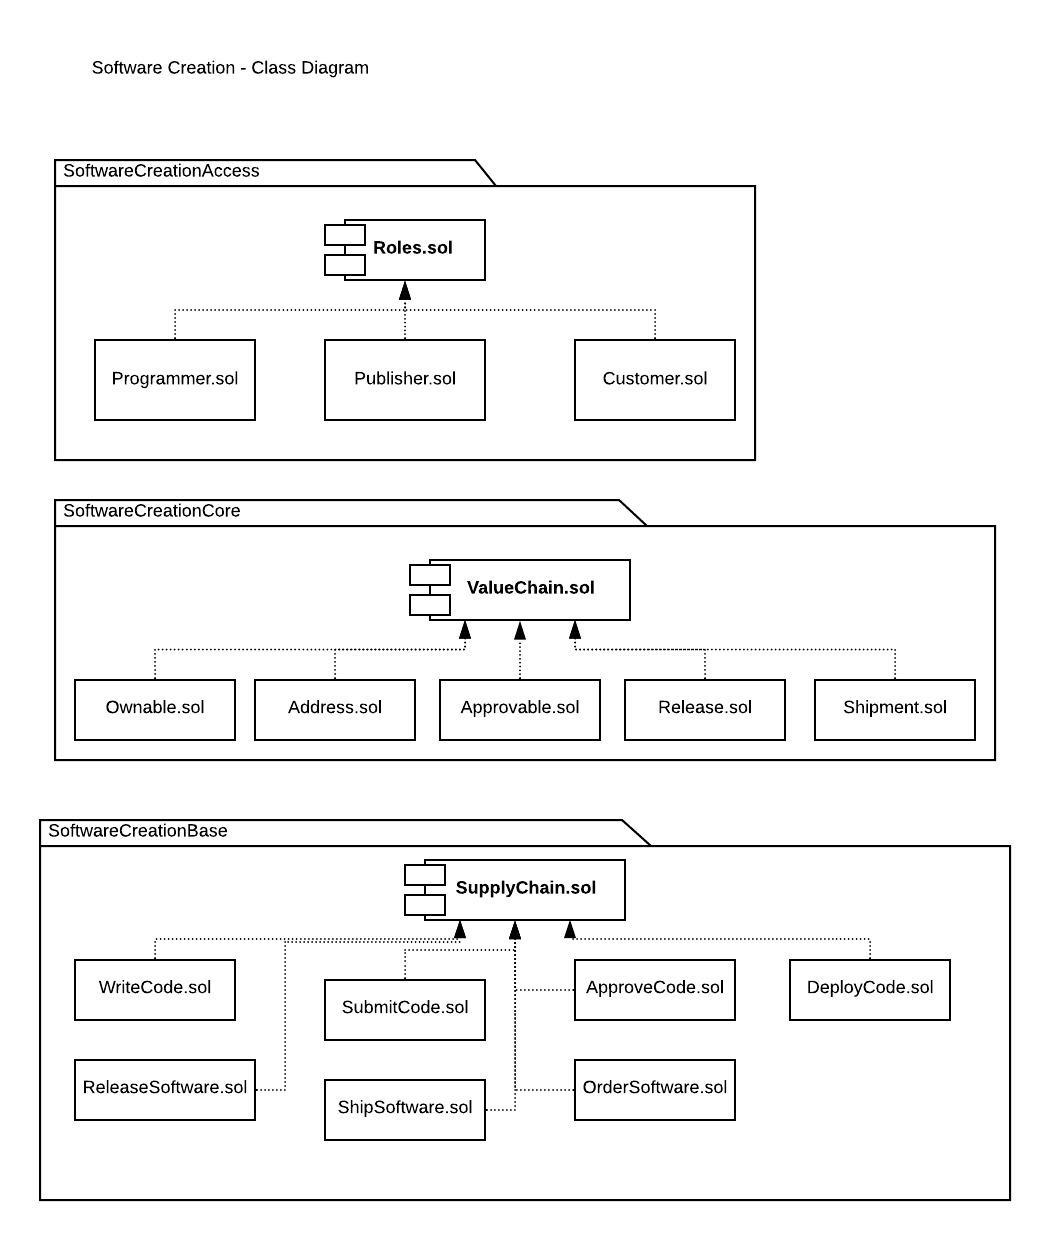 Software Creation - Class Diagram
SoftwareCreationAccess
Roles.sol
Programmer.sol
Publisher.sol
Customer.sol
SoftwareCreationCore
ValueChain.sol
Ownable.sol
Address.sol
Approvable.sol
Release.sol
Shipment.sol
SoftwareCreationBase
SupplyChain.sol
WriteCode.sol
SubmitCode.sol
ApproveCode.sol
DeployCode.sol
ReleaseSoftware.sol
ShipSoftware.sol
OrderSoftware.sol